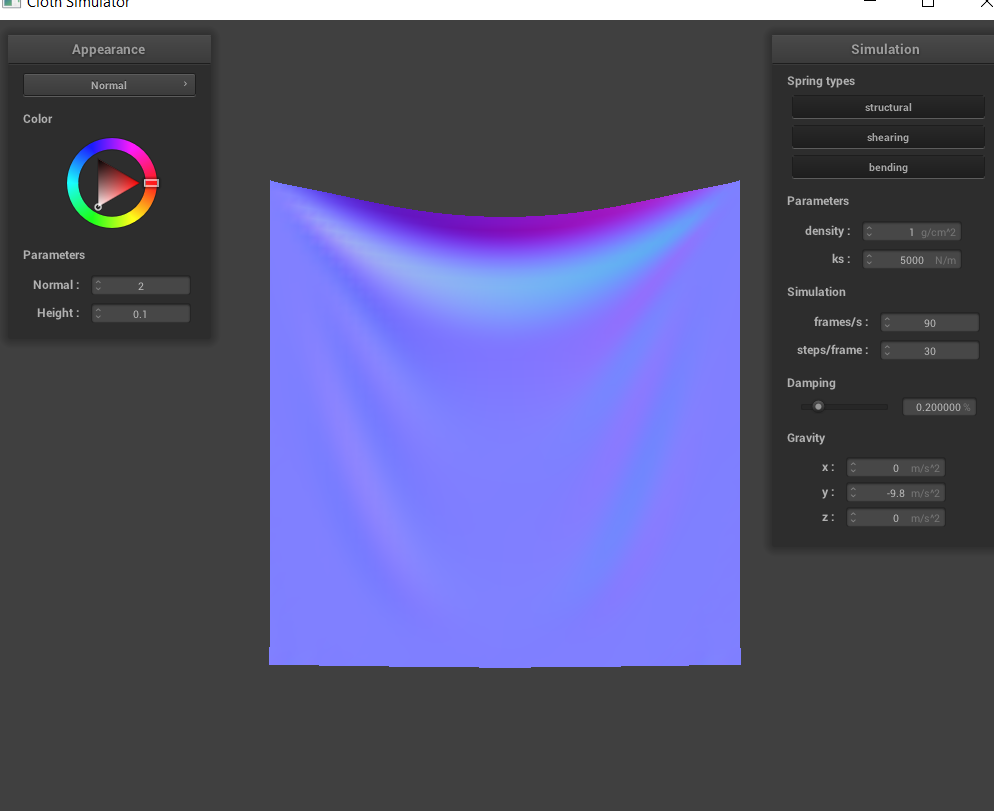 Cloth Simulator
Appearance
Normal
Color
Parameters
Normal : 2
Height : 0.1
Simulation
Spring types
structural
shearing
bending
Parameters
density : 1 g/cm^2
ks : 5000 N/m
Simulation
frames/s : 90
steps/frame : 30
Damping
0.200000 %
Gravity
x : 0 m/s^2
y : -9.8 m/s^2
z : 0 m/s^2